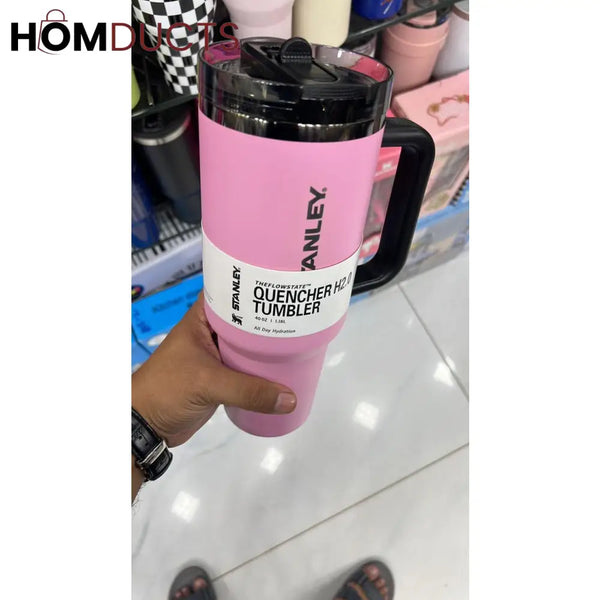 HOMDUCTS
STANLEY®
STANLEY
THEFLOWSTATE™
QUENCHER H2.0
TUMBLER
40 OZ | 1.18L
All Day Hydration